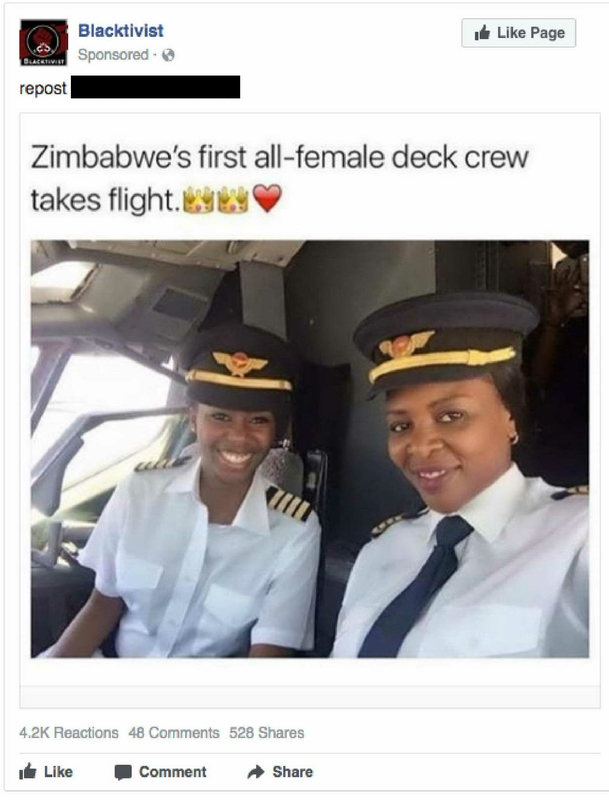 Blacktivist
Like Page
Sponsored ·
BLACKTIVIST
repost
Zimbabwe's first all-female deck crew
takes flight.👑👑❤️
4.2K Reactions 48 Comments 528 Shares
Like Comment Share